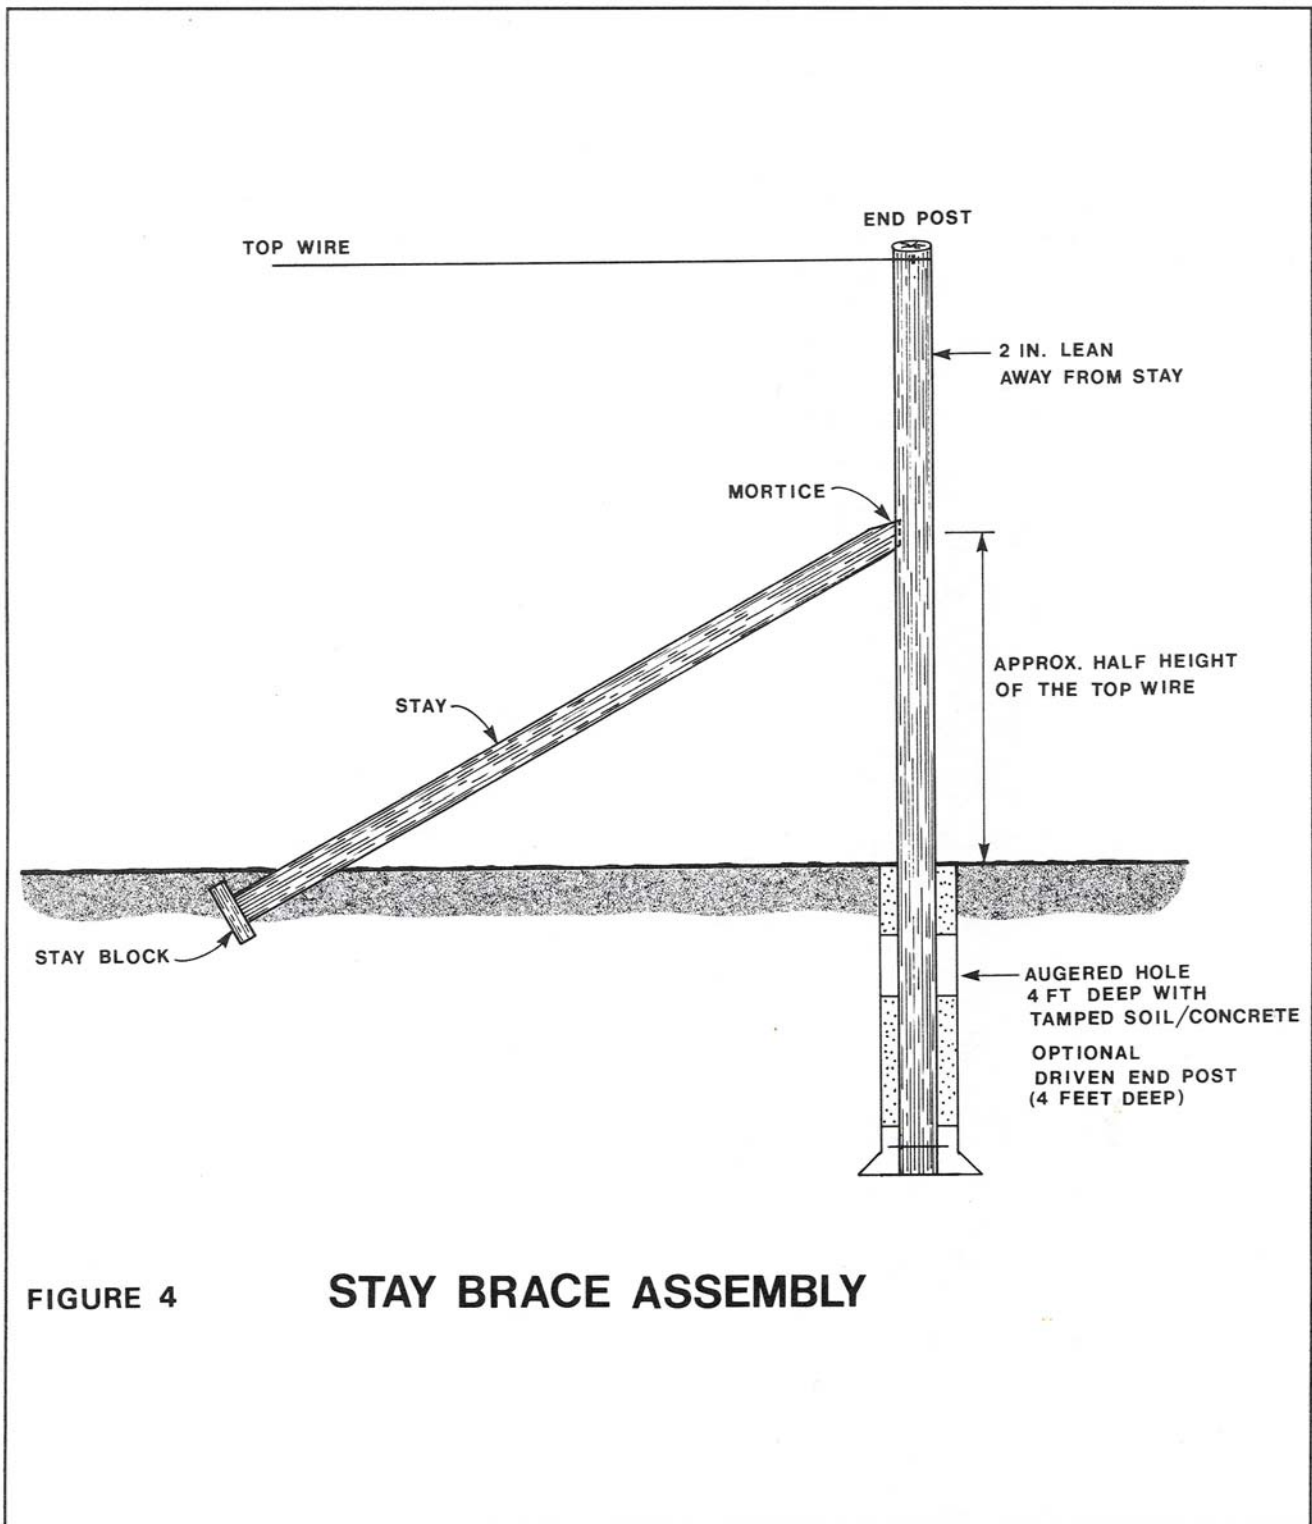 END POST
TOP WIRE
2 IN. LEAN
AWAY FROM STAY
MORTICE
APPROX. HALF HEIGHT
OF THE TOP WIRE
STAY
STAY BLOCK
AUGERED HOLE
4 FT DEEP WITH
TAMPED SOIL/CONCRETE
OPTIONAL
DRIVEN END POST
(4 FEET DEEP)
FIGURE 4 STAY BRACE ASSEMBLY